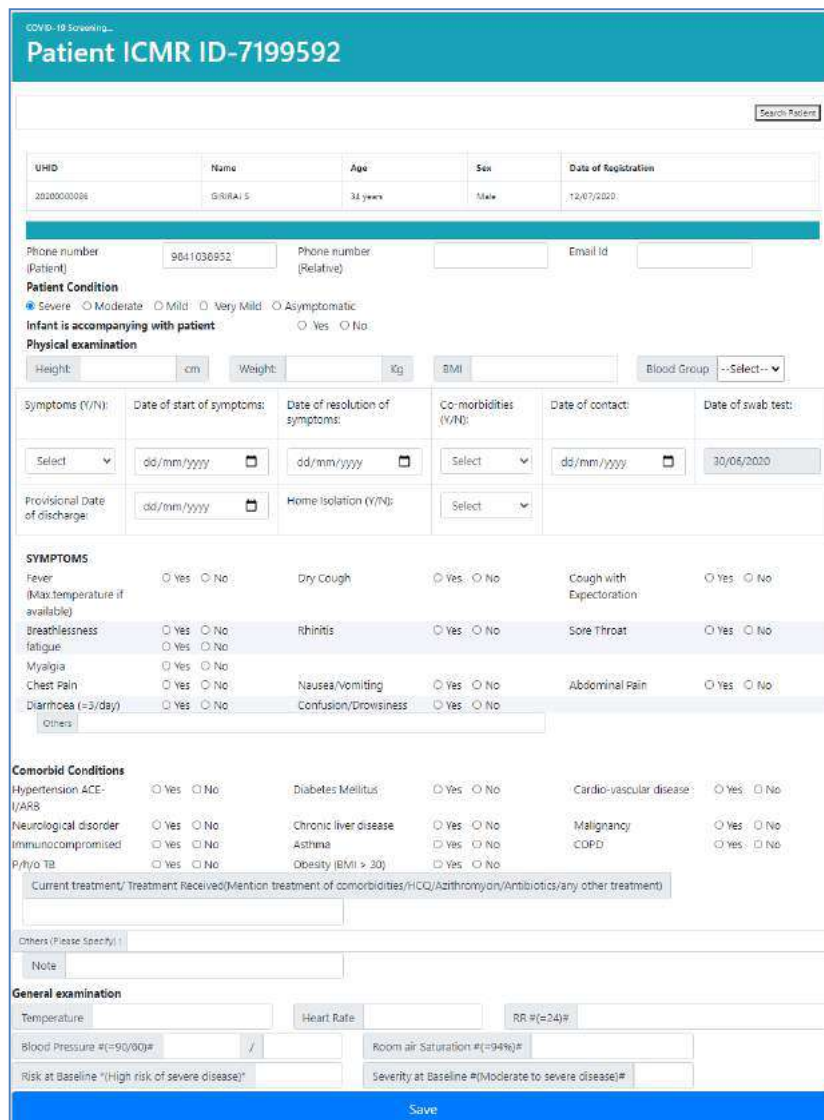 COVID-19 Screening...
Patient ICMR ID-7199592
Search Patient
UHID Name Age Sex Date of Registration
20200000086 GIRIRAJ S 34 years Male 12/07/2020
Phone number (Patient) 9841038952 Phone number (Relative) Email Id
Patient Condition
Severe Moderate Mild Very Mild Asymptomatic
Infant is accompanying with patient Yes No
Physical examination
Height: cm Weight: Kg BMI Blood Group --Select--
Symptoms (Y/N): Date of start of symptoms: Date of resolution of symptoms: Co-morbidities (Y/N): Date of contact: Date of swab test:
Select dd/mm/yyyy dd/mm/yyyy Select dd/mm/yyyy 30/06/2020
Provisional Date of discharge: dd/mm/yyyy Home Isolation (Y/N): Select
SYMPTOMS
Fever (Max.temperature if available) Yes No Dry Cough Yes No Cough with Expectoration Yes No
Breathlessness Yes No Rhinitis Yes No Sore Throat Yes No
fatigue Yes No
Myalgia Yes No
Chest Pain Yes No Nausea/Vomiting Yes No Abdominal Pain Yes No
Diarrhoea (=3/day) Yes No Confusion/Drowsiness Yes No
Others
Comorbid Conditions
Hypertension ACE-I/ARB Yes No Diabetes Mellitus Yes No Cardio-vascular disease Yes No
Neurological disorder Yes No Chronic liver disease Yes No Malignancy Yes No
Immunocompromised Yes No Asthma Yes No COPD Yes No
P/h/o TB Yes No Obesity (BMI > 30) Yes No
Current treatment/ Treatment Received(Mention treatment of comorbidities/HCQ/Azithromycin/Antibiotics/any other treatment)
Others (Please Specify) :
Note
General examination
Temperature Heart Rate RR #(=24)#
Blood Pressure #(=90/60)# / Room air Saturation #(=94%)#
Risk at Baseline *(High risk of severe disease)* Severity at Baseline #(Moderate to severe disease)#
Save